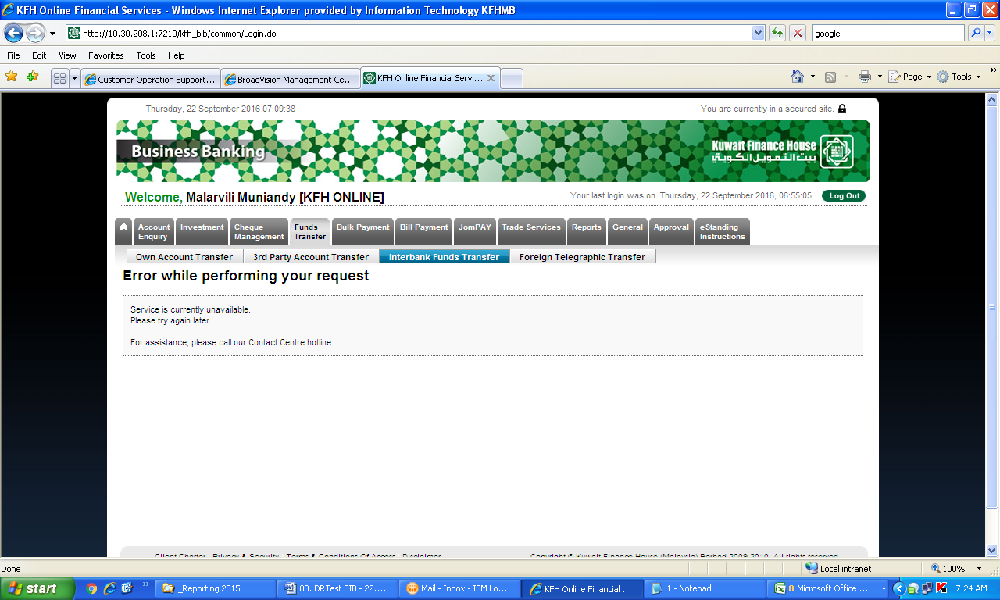 KFH Online Financial Services - Windows Internet Explorer provided by Information Technology KFHMB
http://10.30.208.1:7210/kfh_bib/common/Login.do
google
File Edit View Favorites Tools Help
Customer Operation Support... BroadVision Management Ce... KFH Online Financial Servi... Page Tools
Thursday, 22 September 2016 07:09:38 You are currently in a secured site.
Business Banking
Kuwait Finance House
بيت التمويل الكويتي
Welcome, Malarvili Muniandy [KFH ONLINE] Your last login was on Thursday, 22 September 2016, 06:55:05 Log Out
Account Enquiry
Investment
Cheque Management
Funds Transfer
Bulk Payment
Bill Payment
JomPAY
Trade Services
Reports
General
Approval
eStanding Instructions
Own Account Transfer 3rd Party Account Transfer Interbank Funds Transfer Foreign Telegraphic Transfer
Error while performing your request
Service is currently unavailable.
Please try again later.
For assistance, please call our Contact Centre hotline.
Client Charter Privacy & Security Terms & Conditions Of Access Disclaimer Copyright © Kuwait Finance House (Malaysia) Berhad 2009-2010. All rights reserved
Done Local intranet 100%
start _Reporting 2015 03. DRTest BIB - 22.... Mail - Inbox - IBM Lo... KFH Online Financial ... 1 - Notepad 8 Microsoft Office ... 7:24 AM